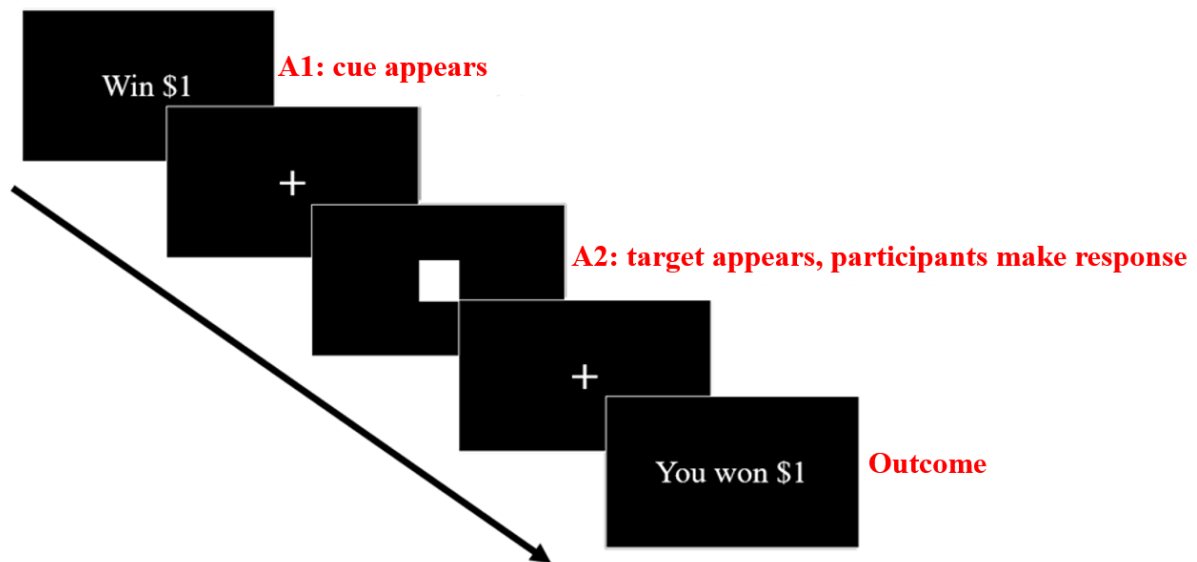 Win $1
A1: cue appears
+
A2: target appears, participants make response
+
You won $1
Outcome